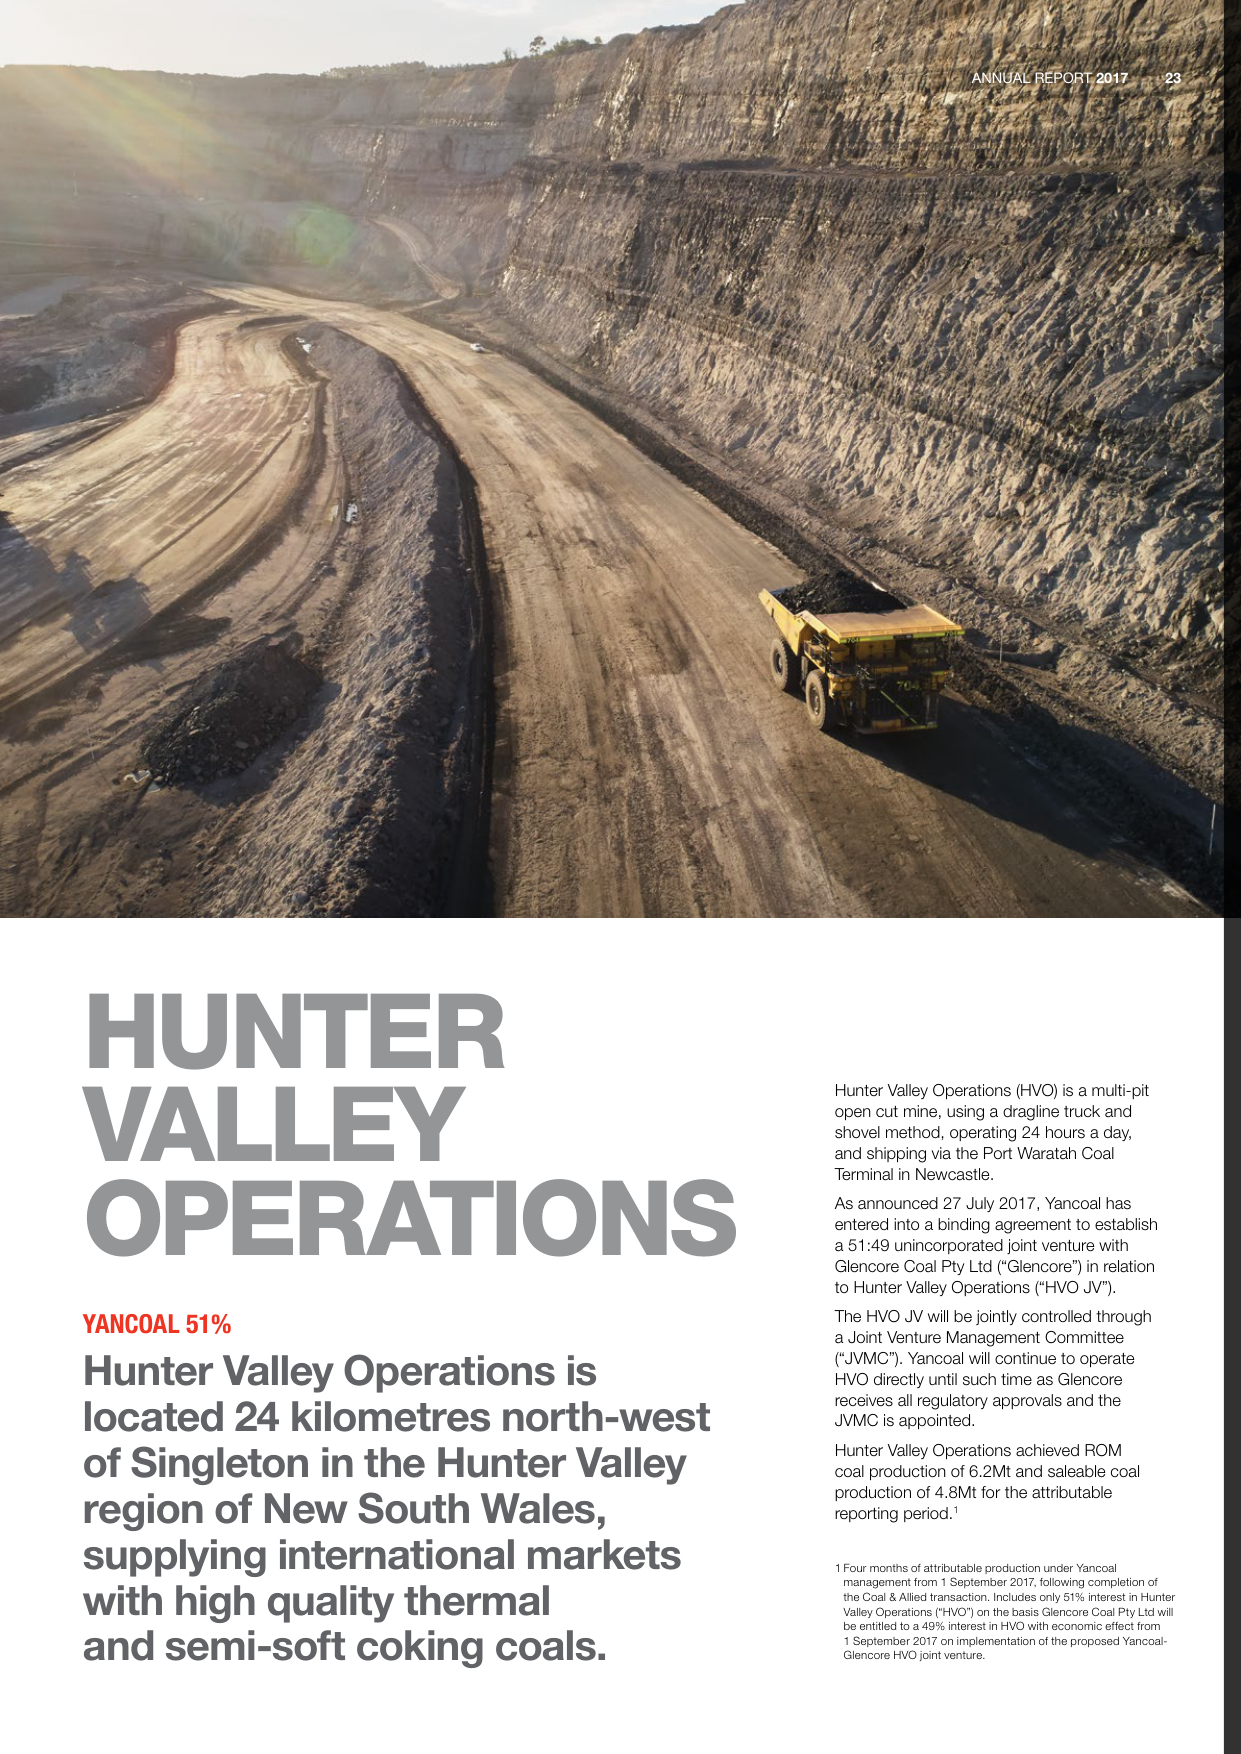 ANNUAL REPORT 2017 23
704
HUNTER
VALLEY
OPERATIONS
YANCOAL 51%
Hunter Valley Operations is
located 24 kilometres north-west
of Singleton in the Hunter Valley
region of New South Wales,
supplying international markets
with high quality thermal
and semi-soft coking coals.
Hunter Valley Operations (HVO) is a multi-pit
open cut mine, using a dragline truck and
shovel method, operating 24 hours a day,
and shipping via the Port Waratah Coal
Terminal in Newcastle.
As announced 27 July 2017, Yancoal has
entered into a binding agreement to establish
a 51:49 unincorporated joint venture with
Glencore Coal Pty Ltd (“Glencore”) in relation
to Hunter Valley Operations (“HVO JV”).
The HVO JV will be jointly controlled through
a Joint Venture Management Committee
(“JVMC”). Yancoal will continue to operate
HVO directly until such time as Glencore
receives all regulatory approvals and the
JVMC is appointed.
Hunter Valley Operations achieved ROM
coal production of 6.2Mt and saleable coal
production of 4.8Mt for the attributable
reporting period.1
1 Four months of attributable production under Yancoal
management from 1 September 2017, following completion of
the Coal & Allied transaction. Includes only 51% interest in Hunter
Valley Operations (“HVO”) on the basis Glencore Coal Pty Ltd will
be entitled to a 49% interest in HVO with economic effect from
1 September 2017 on implementation of the proposed Yancoal-
Glencore HVO joint venture.